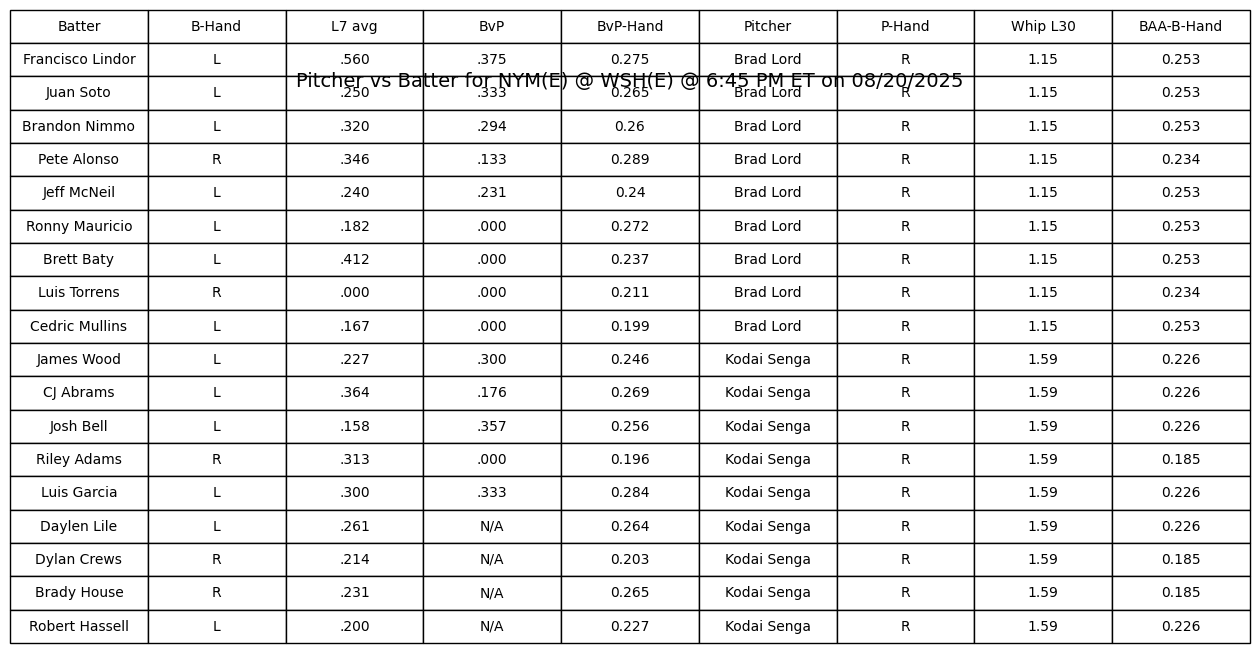 Batter B-Hand L7 avg BvP BvP-Hand Pitcher P-Hand Whip L30 BAA-B-Hand
Francisco Lindor L .560 .375 0.275 Brad Lord R 1.15 0.253
Pitcher vs Batter for NYM(E) @ WSH(E) @ 6:45 PM ET on 08/20/2025
Juan Soto L .250 .333 0.265 Brad Lord R 1.15 0.253
Brandon Nimmo L .320 .294 0.26 Brad Lord R 1.15 0.253
Pete Alonso R .346 .133 0.289 Brad Lord R 1.15 0.234
Jeff McNeil L .240 .231 0.24 Brad Lord R 1.15 0.253
Ronny Mauricio L .182 .000 0.272 Brad Lord R 1.15 0.253
Brett Baty L .412 .000 0.237 Brad Lord R 1.15 0.253
Luis Torrens R .000 .000 0.211 Brad Lord R 1.15 0.234
Cedric Mullins L .167 .000 0.199 Brad Lord R 1.15 0.253
James Wood L .227 .300 0.246 Kodai Senga R 1.59 0.226
CJ Abrams L .364 .176 0.269 Kodai Senga R 1.59 0.226
Josh Bell L .158 .357 0.256 Kodai Senga R 1.59 0.226
Riley Adams R .313 .000 0.196 Kodai Senga R 1.59 0.185
Luis Garcia L .300 .333 0.284 Kodai Senga R 1.59 0.226
Daylen Lile L .261 N/A 0.264 Kodai Senga R 1.59 0.226
Dylan Crews R .214 N/A 0.203 Kodai Senga R 1.59 0.185
Brady House R .231 N/A 0.265 Kodai Senga R 1.59 0.185
Robert Hassell L .200 N/A 0.227 Kodai Senga R 1.59 0.226